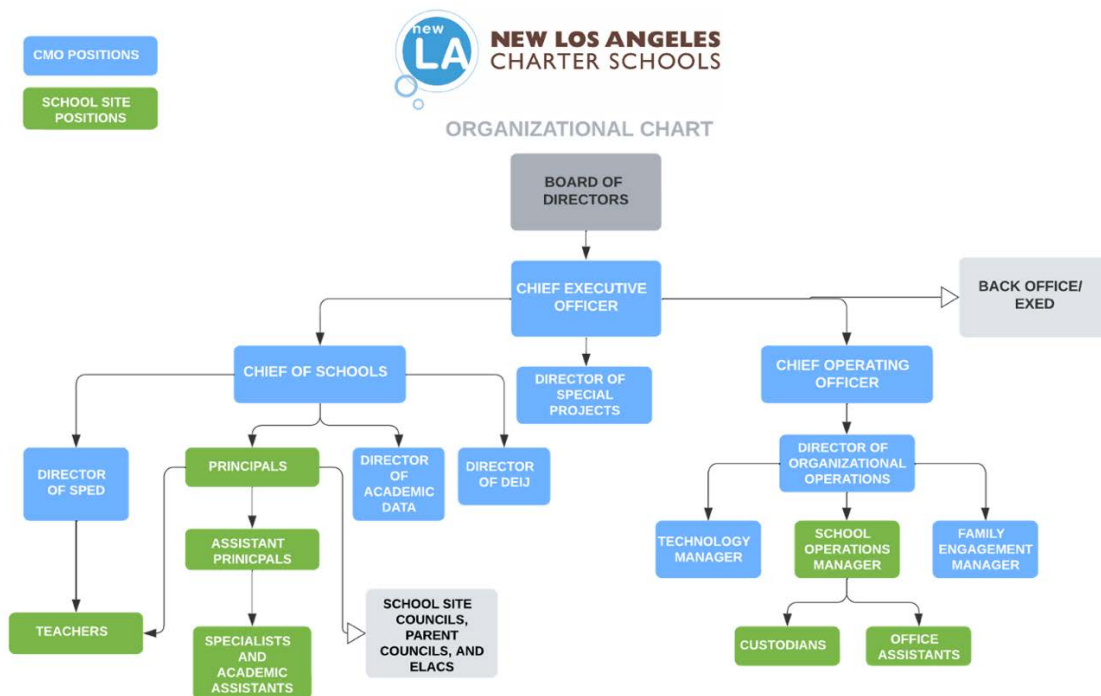 CMO POSITIONS
SCHOOL SITE
POSITIONS
new
LA
NEW LOS ANGELES
CHARTER SCHOOLS
ORGANIZATIONAL CHART
BOARD OF
DIRECTORS
CHIEF EXECUTIVE
OFFICER
BACK OFFICE/
EXED
CHIEF OF SCHOOLS
DIRECTOR OF
SPECIAL
PROJECTS
CHIEF OPERATING
OFFICER
DIRECTOR
OF SPED
PRINCIPALS
DIRECTOR
OF
ACADEMIC
DATA
DIRECTOR
OF DEIJ
DIRECTOR OF
ORGANIZATIONAL
OPERATIONS
ASSISTANT
PRINICPALS
TECHNOLOGY
MANAGER
SCHOOL
OPERATIONS
MANAGER
FAMILY
ENGAGEMENT
MANAGER
TEACHERS
SPECIALISTS
AND
ACADEMIC
ASSISTANTS
SCHOOL SITE
COUNCILS,
PARENT
COUNCILS, AND
ELACS
CUSTODIANS
OFFICE
ASSISTANTS